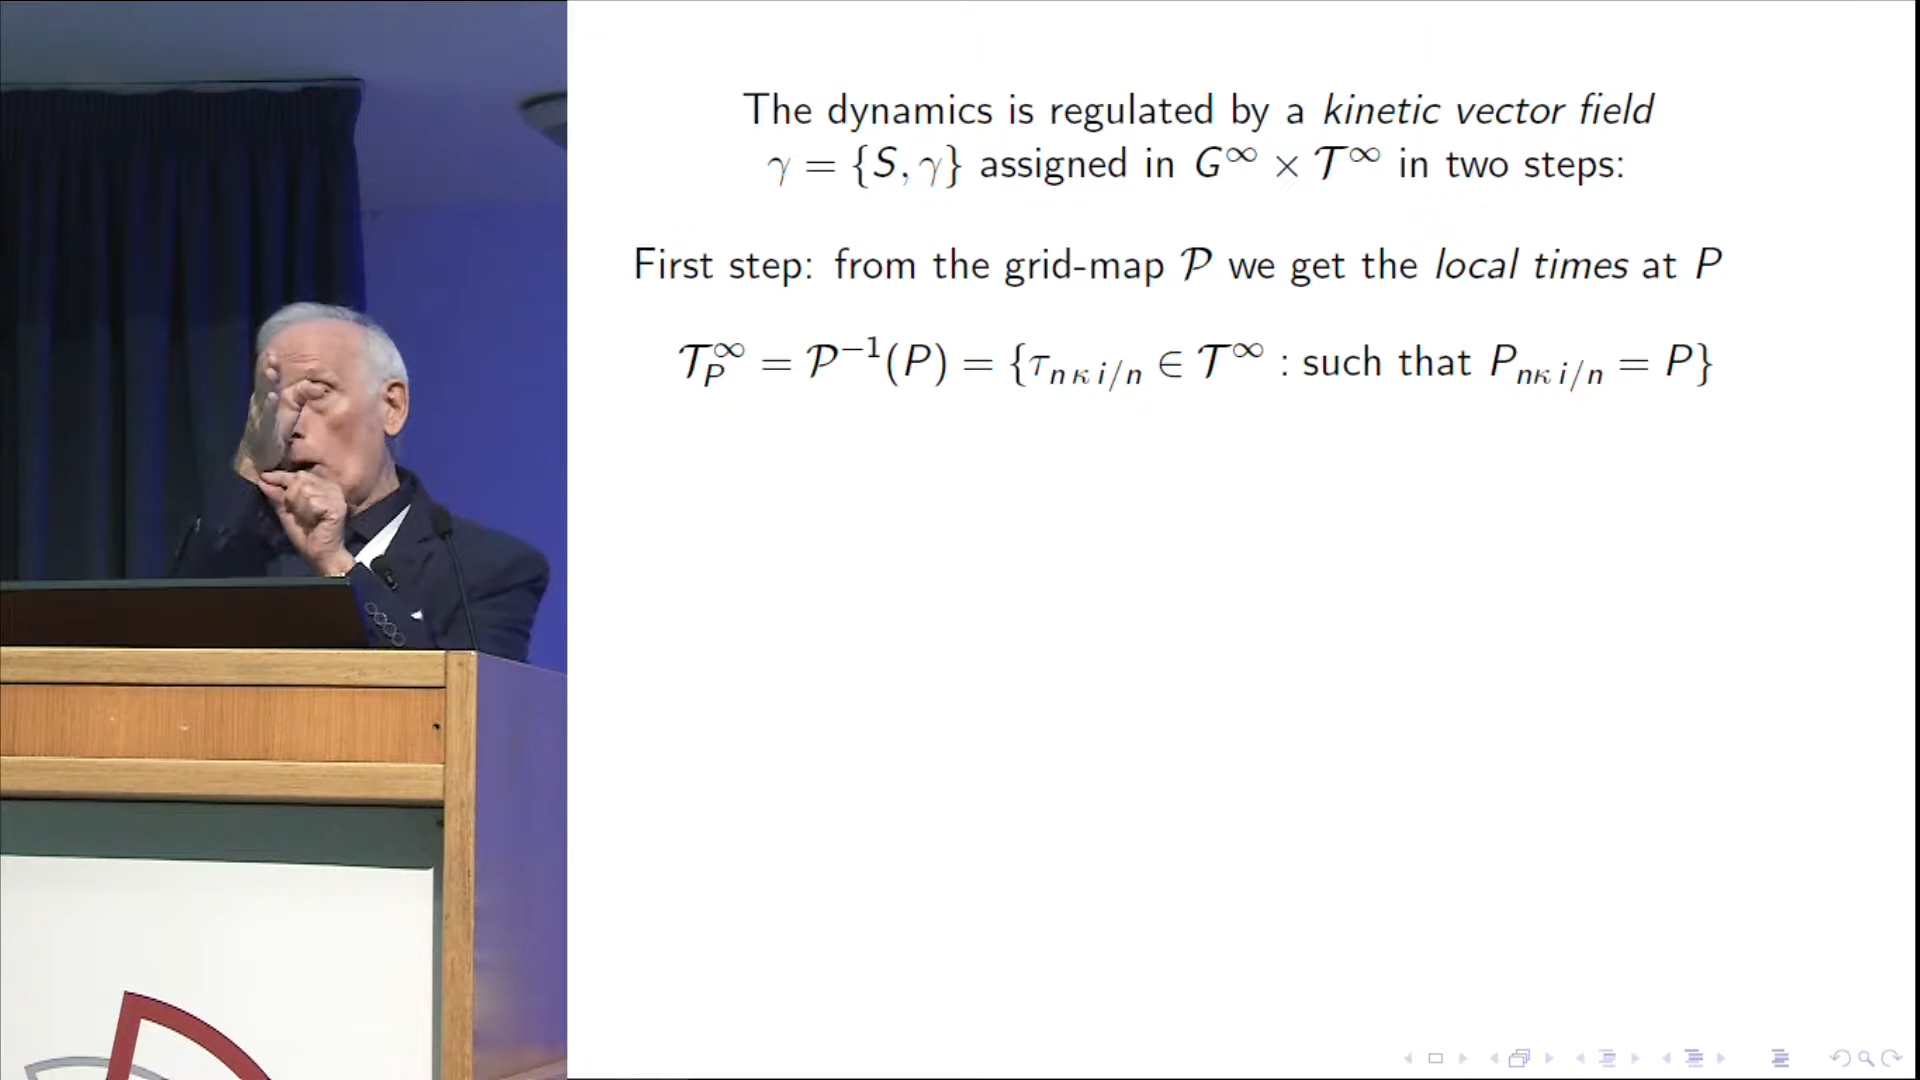 The dynamics is regulated by a kinetic vector field
γ = {S, γ} assigned in G^∞ × 𝒯^∞ in two steps:
First step: from the grid-map 𝒫 we get the local times at P
𝒯_P^∞ = 𝒫^{−1}(P) = {τ_{n κ i/n} ∈ 𝒯^∞ : such that P_{nκ i/n} = P}